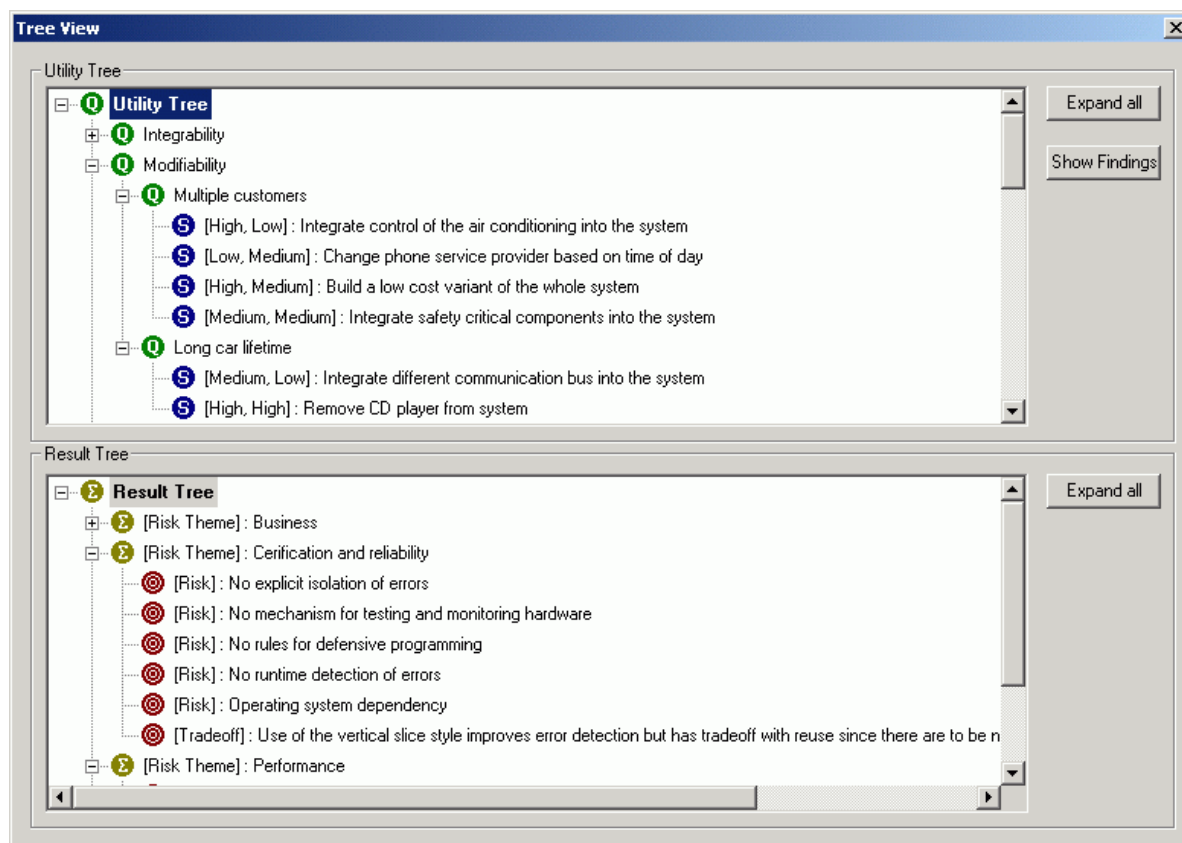 Tree View
Utility Tree
Utility Tree
Expand all
Integrability
Modifiability
Show Findings
Multiple customers
[High, Low] : Integrate control of the air conditioning into the system
[Low, Medium] : Change phone service provider based on time of day
[High, Medium] : Build a low cost variant of the whole system
[Medium, Medium] : Integrate safety critical components into the system
Long car lifetime
[Medium, Low] : Integrate different communication bus into the system
[High, High] : Remove CD player from system
Result Tree
Result Tree
Expand all
[Risk Theme] : Business
[Risk Theme] : Cerification and reliability
[Risk] : No explicit isolation of errors
[Risk] : No mechanism for testing and monitoring hardware
[Risk] : No rules for defensive programming
[Risk] : No runtime detection of errors
[Risk] : Operating system dependency
[Tradeoff] : Use of the vertical slice style improves error detection but has tradeoff with reuse since there are to be n
[Risk Theme] : Performance